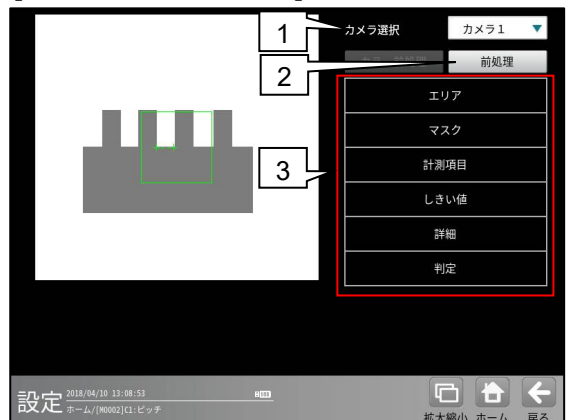 1
カメラ選択
カメラ1
2
前処理
3
エリア
マスク
計測項目
しきい値
詳細
判定
設定
2018/04/10 13:08:53
ホーム/[M0002]C1:ピッチ
拡大縮小
ホーム
戻る